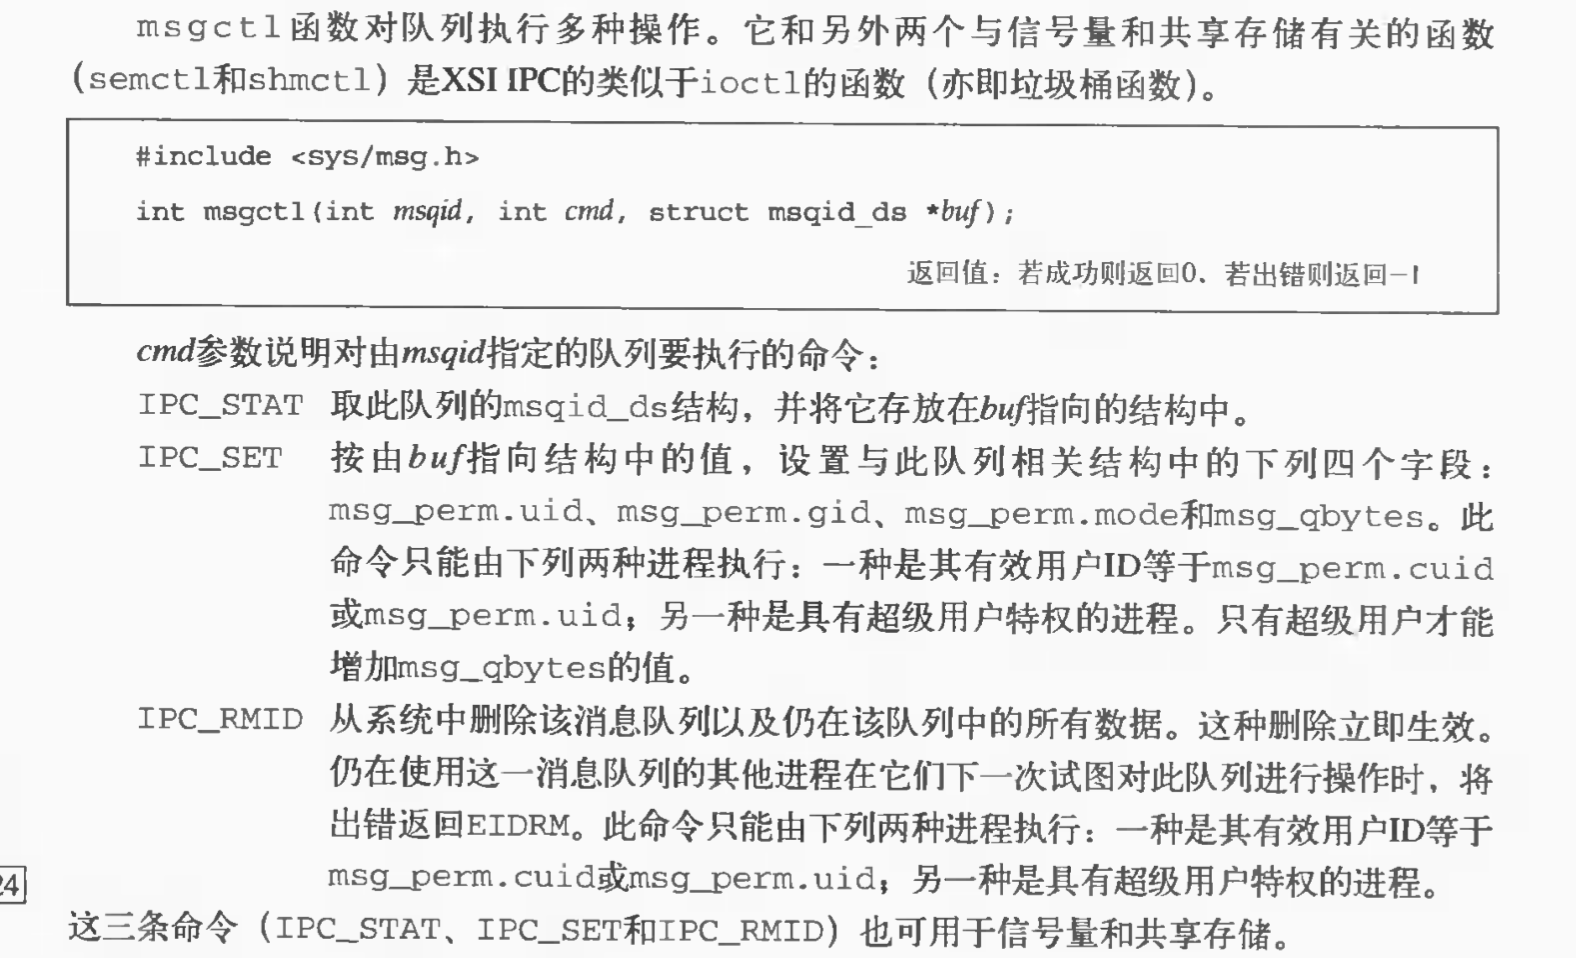 msgctl函数对队列执行多种操作。它和另外两个与信号量和共享存储有关的函数
（semctl和shmctl）是XSI IPC的类似于ioctl的函数（亦即垃圾桶函数）。
#include <sys/msg.h>
int msgctl(int msqid, int cmd, struct msqid_ds *buf);
返回值：若成功则返回0，若出错则返回-1
cmd参数说明对由msqid指定的队列要执行的命令：
IPC_STAT 取此队列的msqid_ds结构，并将它存放在buf指向的结构中。
IPC_SET 按由buf指向结构中的值，设置与此队列相关结构中的下列四个字段：
msg_perm.uid、msg_perm.gid、msg_perm.mode和msg_qbytes。此
命令只能由下列两种进程执行：一种是其有效用户ID等于msg_perm.cuid
或msg_perm.uid；另一种是具有超级用户特权的进程。只有超级用户才能
增加msg_qbytes的值。
IPC_RMID 从系统中删除该消息队列以及仍在该队列中的所有数据。这种删除立即生效。
仍在使用这一消息队列的其他进程在它们下一次试图对此队列进行操作时，将
出错返回EIDRM。此命令只能由下列两种进程执行：一种是其有效用户ID等于
msg_perm.cuid或msg_perm.uid；另一种是具有超级用户特权的进程。
24
这三条命令（IPC_STAT、IPC_SET和IPC_RMID）也可用于信号量和共享存储。